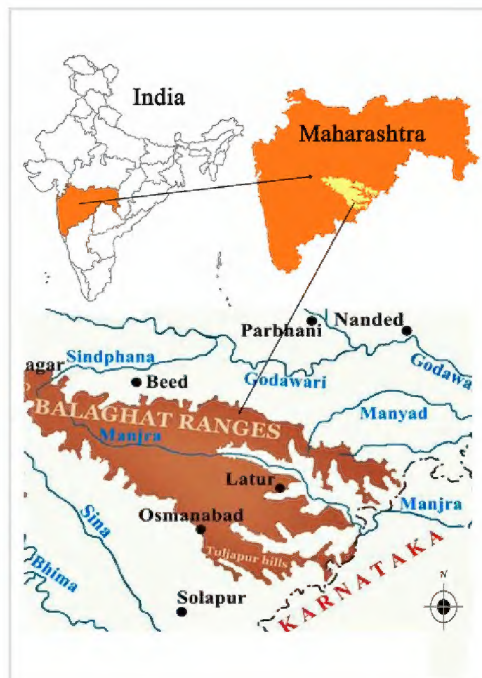 India
Maharashtra
Parbhani
Nanded
Sindphana
agar
Beed
Godawari
Godawa
BALAGHAT RANGES
Manyad
Manjra
Latur
Manjra
Osmanabad
Sina
Tuljapur hills
Bhima
Solapur
KARNATAKA
N